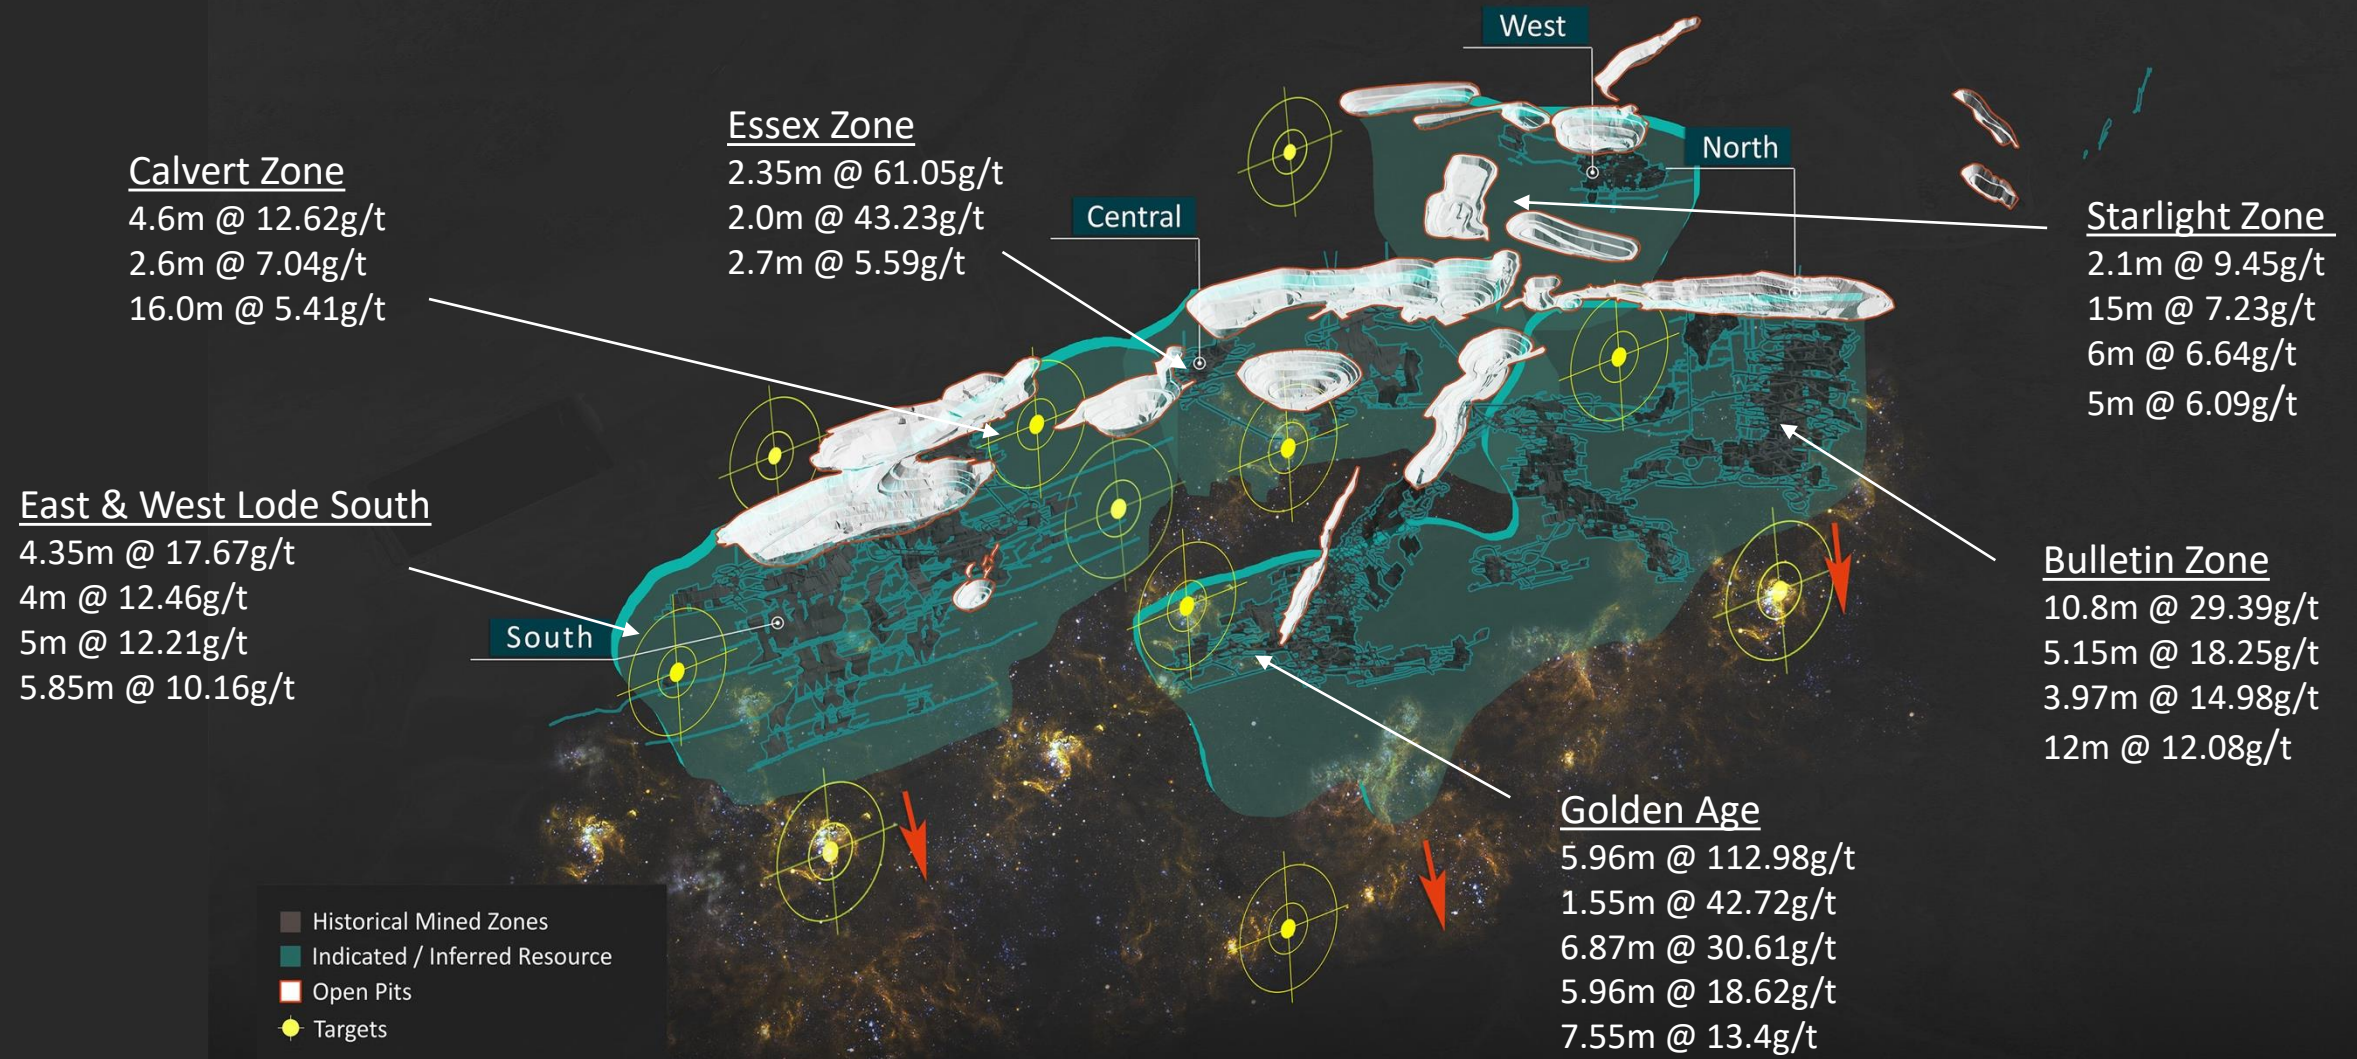 West
North
Central
South
Calvert Zone
4.6m @ 12.62g/t
2.6m @ 7.04g/t
16.0m @ 5.41g/t
Essex Zone
2.35m @ 61.05g/t
2.0m @ 43.23g/t
2.7m @ 5.59g/t
Starlight Zone
2.1m @ 9.45g/t
15m @ 7.23g/t
6m @ 6.64g/t
5m @ 6.09g/t
East & West Lode South
4.35m @ 17.67g/t
4m @ 12.46g/t
5m @ 12.21g/t
5.85m @ 10.16g/t
Bulletin Zone
10.8m @ 29.39g/t
5.15m @ 18.25g/t
3.97m @ 14.98g/t
12m @ 12.08g/t
Golden Age
5.96m @ 112.98g/t
1.55m @ 42.72g/t
6.87m @ 30.61g/t
5.96m @ 18.62g/t
7.55m @ 13.4g/t
Historical Mined Zones
Indicated / Inferred Resource
Open Pits
Targets